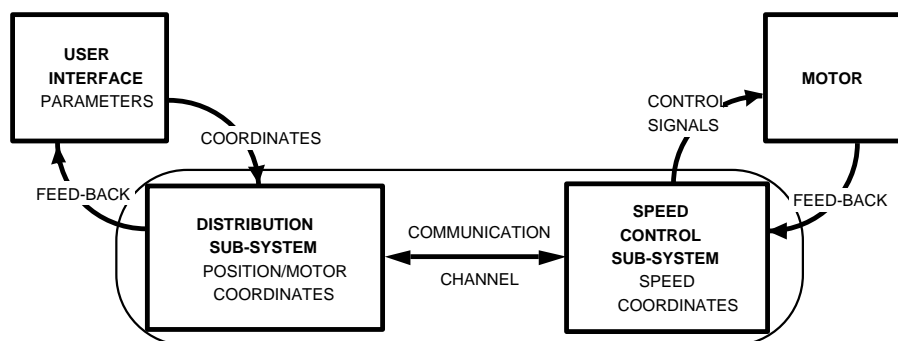 USER
INTERFACE
PARAMETERS
COORDINATES
FEED-BACK
DISTRIBUTION
SUB-SYSTEM
POSITION/MOTOR
COORDINATES
COMMUNICATION
CHANNEL
SPEED
CONTROL
SUB-SYSTEM
SPEED
COORDINATES
CONTROL
SIGNALS
MOTOR
FEED-BACK